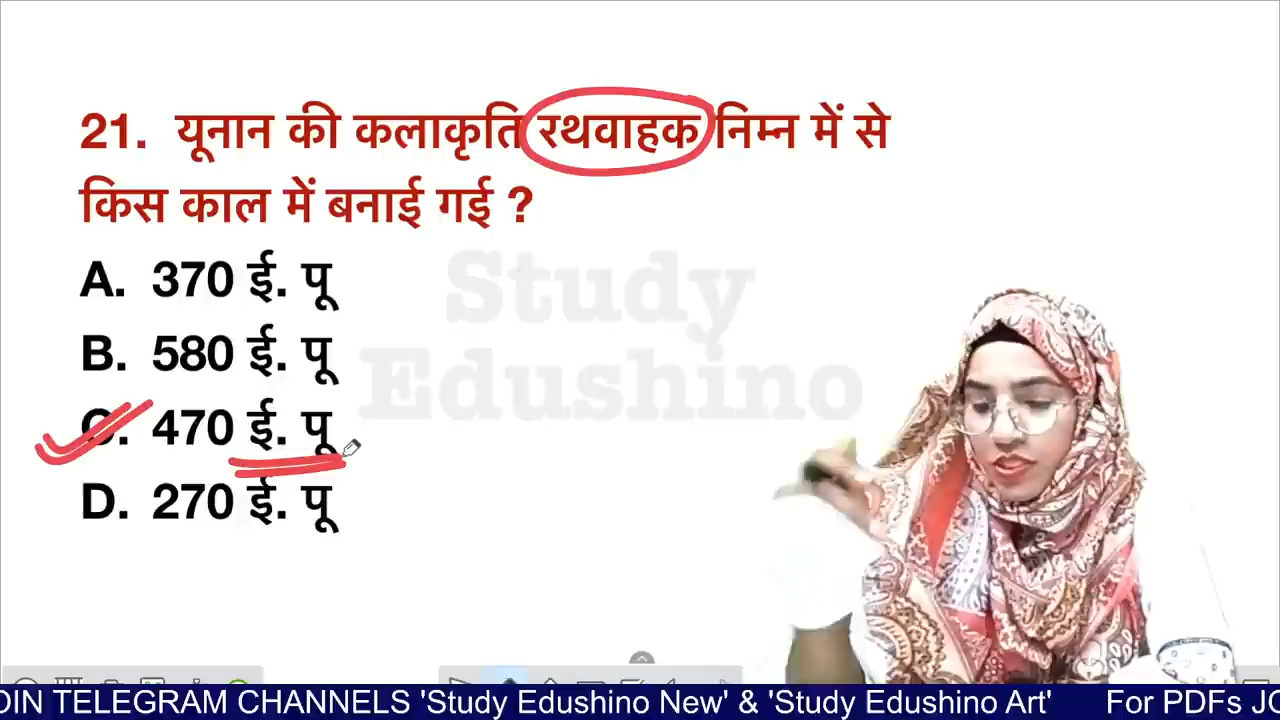 21. यूनान की कलाकृति रथवाहक निम्न में से
किस काल में बनाई गई ?
A. 370 ई. पू
B. 580 ई. पू
C. 470 ई. पू
D. 270 ई. पू
Study
Edushino
OIN TELEGRAM CHANNELS 'Study Edushino New' & 'Study Edushino Art' For PDFs JO